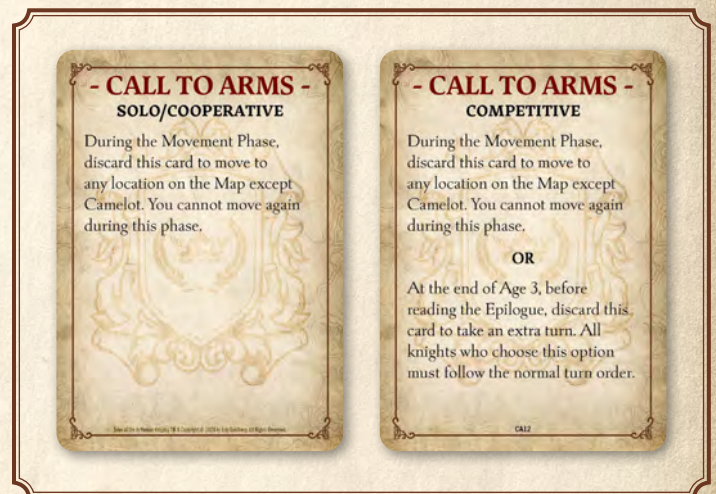 - CALL TO ARMS -
SOLO/COOPERATIVE
During the Movement Phase,
discard this card to move to
any location on the Map except
Camelot. You cannot move again
during this phase.
- CALL TO ARMS -
COMPETITIVE
During the Movement Phase,
discard this card to move to
any location on the Map except
Camelot. You cannot move again
during this phase.
OR
At the end of Age 3, before
reading the Epilogue, discard this
card to take an extra turn. All
knights who choose this option
must follow the normal turn order.
CA12